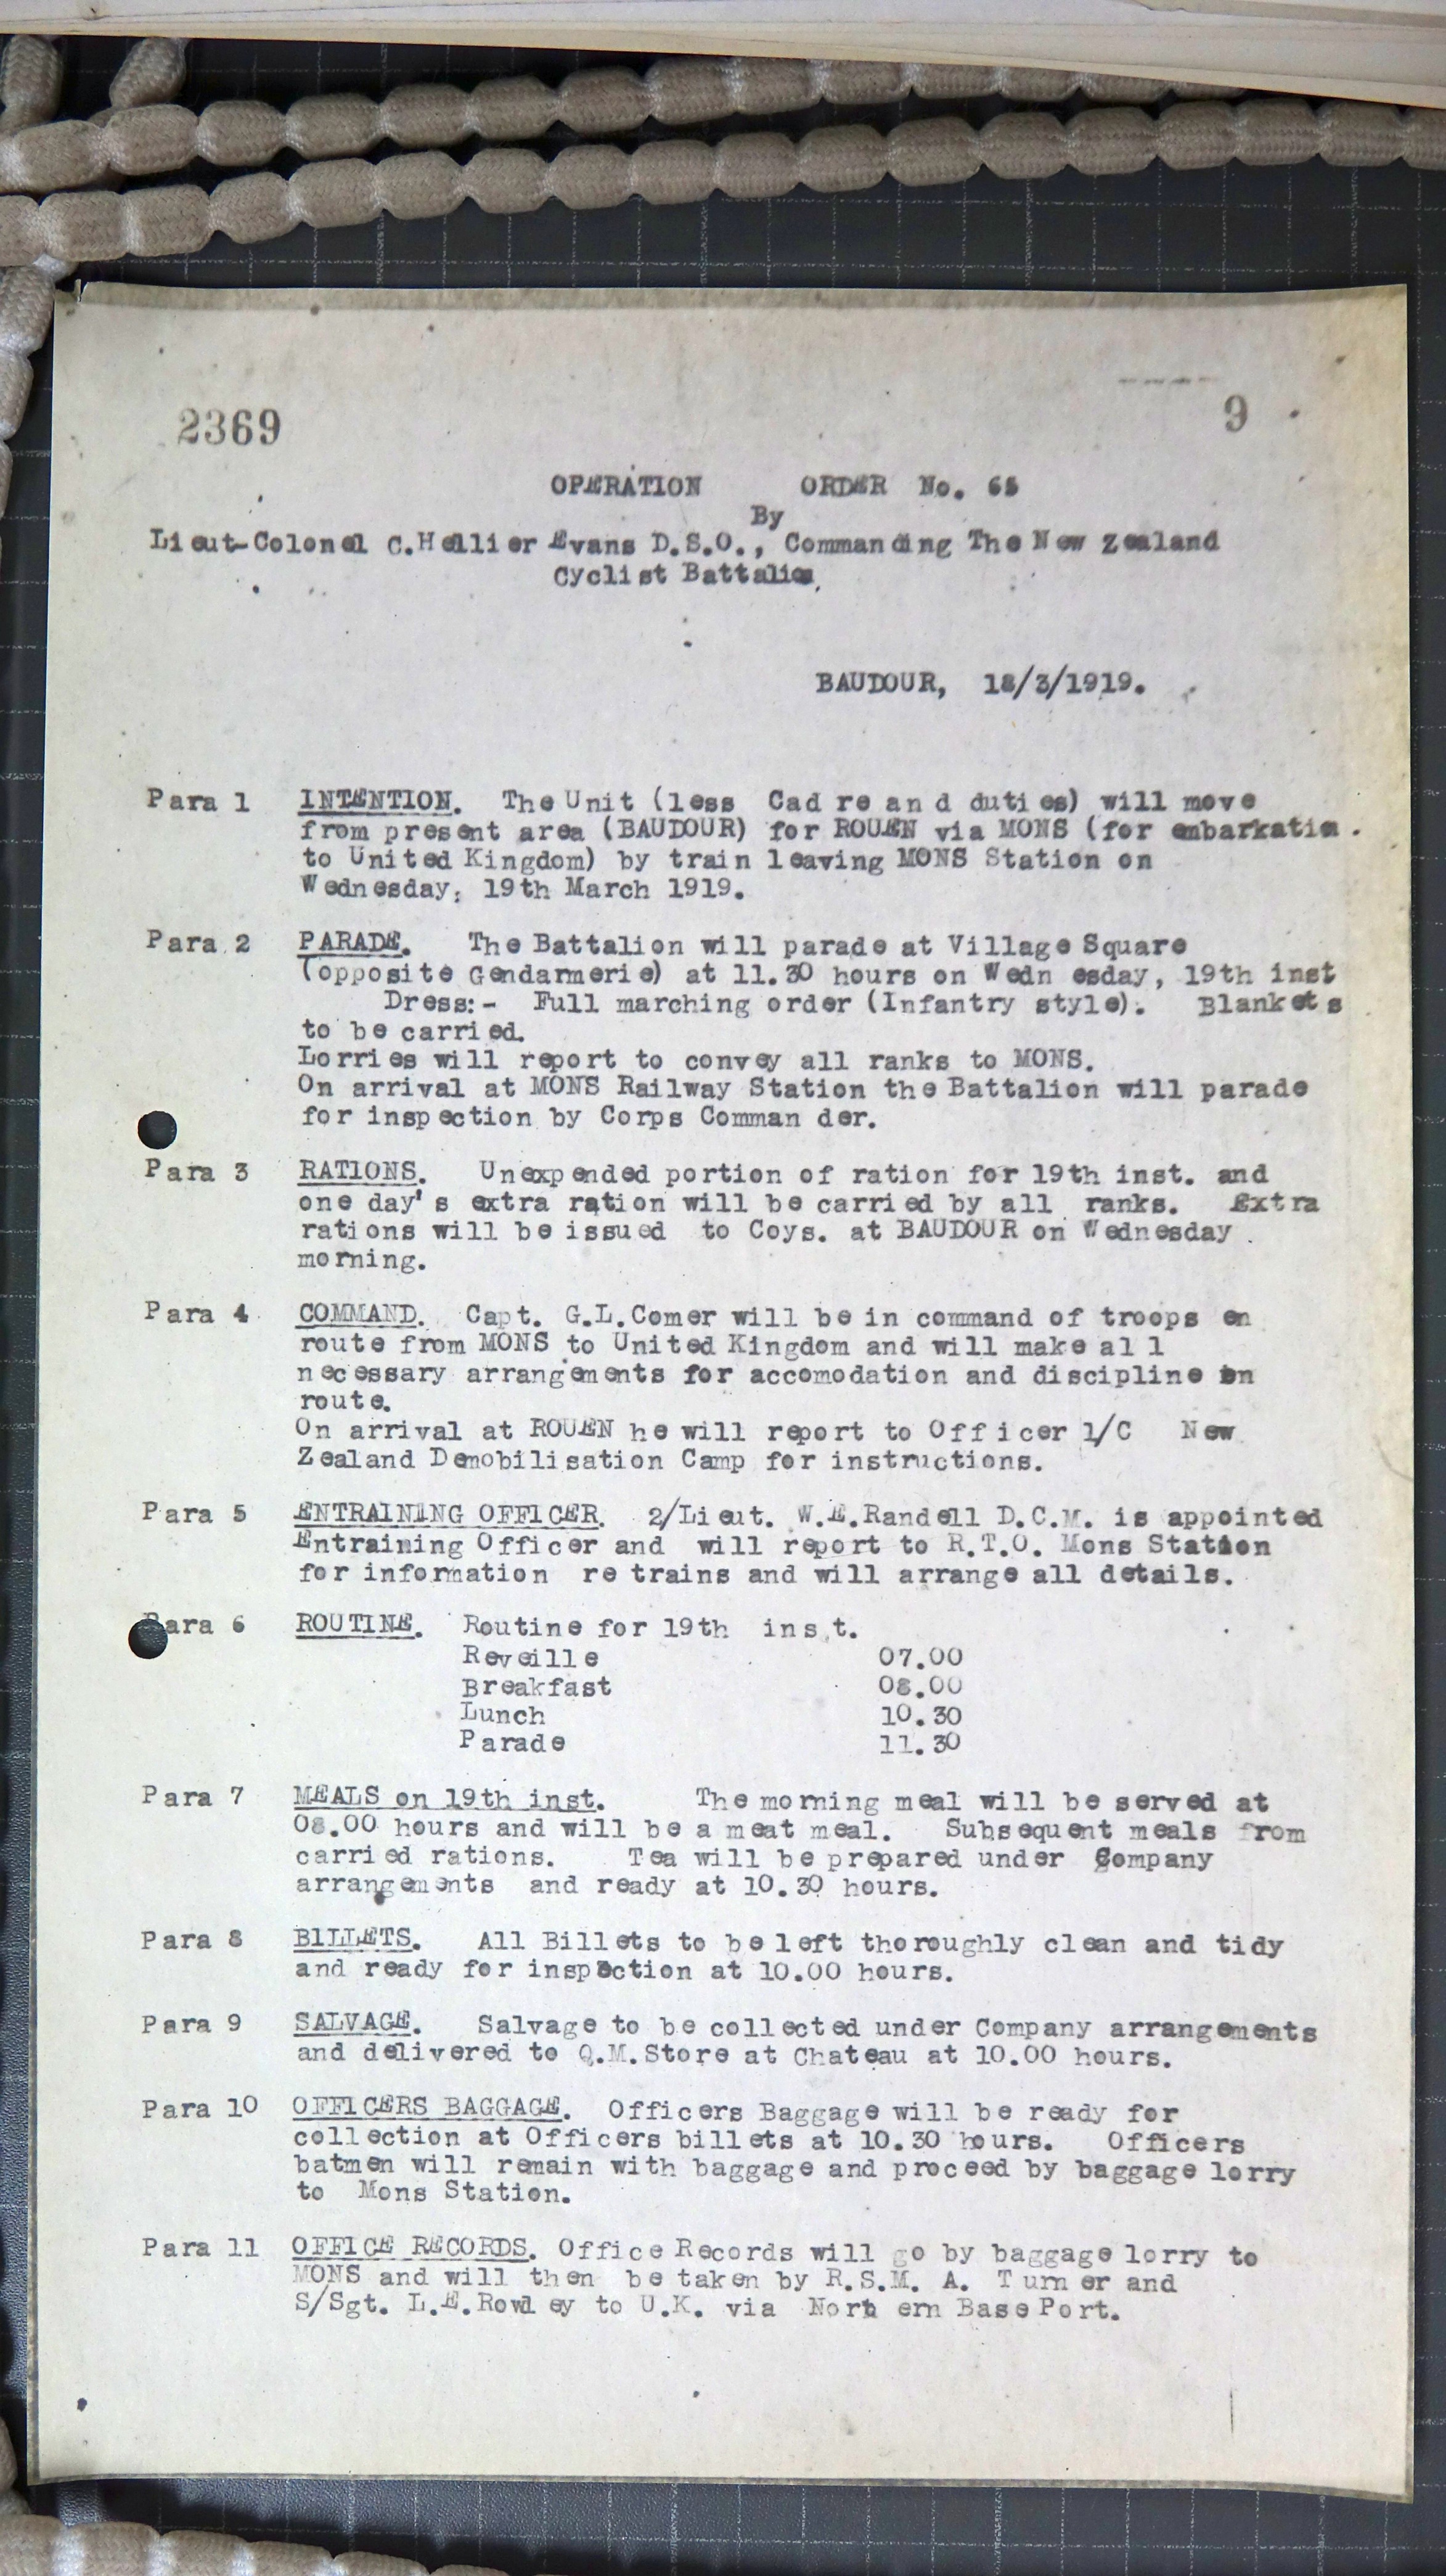 2369
9
OPERATION ORDER No. 65
By
Lieut-Colonel C.Hellier Evans D.S.O., Commanding The New Zealand
Cyclist Battalion
BAUDOUR, 18/3/1919.
Para 1 INTENTION. The Unit (less Cadre and duties) will move
from present area (BAUDOUR) for ROUEN via MONS (for embarkation
to United Kingdom) by train leaving MONS Station on
Wednesday, 19th March 1919.
Para 2 PARADE. The Battalion will parade at Village Square
(opposite Gendarmerie) at 11.30 hours on Wednesday, 19th inst
Dress:- Full marching order (Infantry style). Blankets
to be carried.
Lorries will report to convey all ranks to MONS.
On arrival at MONS Railway Station the Battalion will parade
for inspection by Corps Commander.
Para 3 RATIONS. Unexpended portion of ration for 19th inst. and
one day's extra ration will be carried by all ranks. Extra
rations will be issued to Coys. at BAUDOUR on Wednesday
morning.
Para 4 COMMAND. Capt. G.L.Comer will be in command of troops en
route from MONS to United Kingdom and will make all
necessary arrangements for accomodation and discipline en
route.
On arrival at ROUEN he will report to Officer 1/C New
Zealand Demobilisation Camp for instructions.
Para 5 ENTRAINING OFFICER. 2/Lieut. W.E.Randell D.C.M. is appointed
Entraining Officer and will report to R.T.O. Mons Station
for information re trains and will arrange all details.
Para 6 ROUTINE. Routine for 19th inst.
Reveille 07.00
Breakfast 08.00
Lunch 10.30
Parade 11.30
Para 7 MEALS on 19th inst. The morning meal will be served at
08.00 hours and will be a meat meal. Subsequent meals from
carried rations. Tea will be prepared under Company
arrangements and ready at 10.30 hours.
Para 8 BILLETS. All Billets to be left thoroughly clean and tidy
and ready for inspection at 10.00 hours.
Para 9 SALVAGE. Salvage to be collected under Company arrangements
and delivered to Q.M.Store at Chateau at 10.00 hours.
Para 10 OFFICERS BAGGAGE. Officers Baggage will be ready for
collection at Officers billets at 10.30 hours. Officers
batmen will remain with baggage and proceed by baggage lorry
to Mons Station.
Para 11 OFFICE RECORDS. Office Records will go by baggage lorry to
MONS and will then be taken by R.S.M. A. Turner and
S/Sgt. L.E.Rowley to U.K. via Northern Base Port.